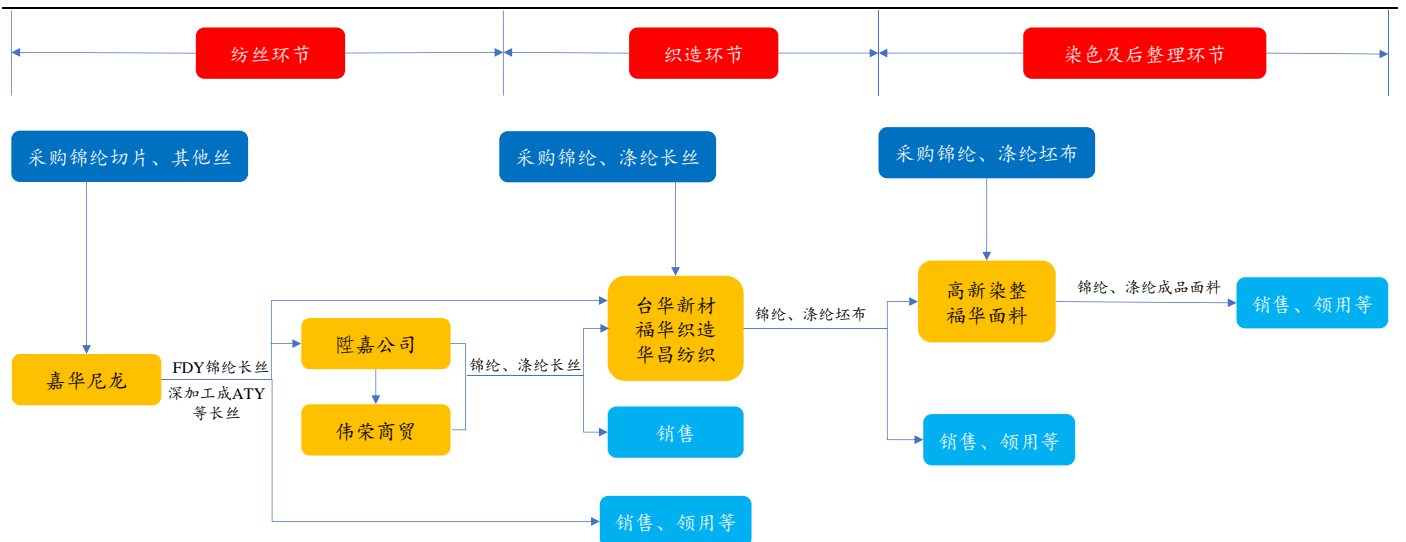 纺丝环节
织造环节
染色及后整理环节
采购锦纶切片、其他丝
采购锦纶、涤纶长丝
采购锦纶、涤纶坯布
嘉华尼龙
FDY锦纶长丝
深加工成ATY
等长丝
陞嘉公司
伟荣商贸
锦纶、涤纶长丝
台华新材
福华织造
华昌纺织
销售
销售、领用等
锦纶、涤纶坯布
高新染整
福华面料
销售、领用等
锦纶、涤纶成品面料
销售、领用等